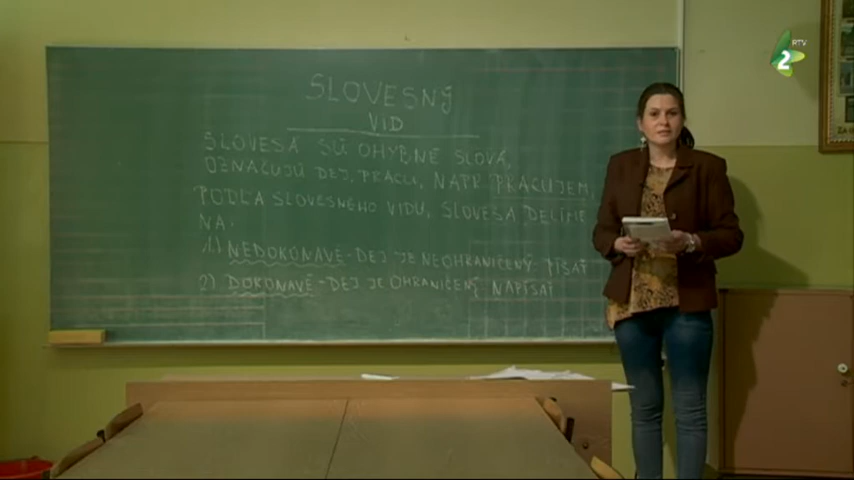 RTV
2
SLOVESNÝ
VID
SLOVESÁ SÚ OHYBNÉ SLOVÁ,
OZNAČUJÚ DEJ, PRÁCU, NAPR PRACUJEM.
PODĽA SLOVESNÉHO VIDU, SLOVESÁ DELÍME
NA:
1.) NEDOKONAVÉ - DEJ JE NEOHRANIČENÝ - PÍSAŤ
2) DOKONAVÉ - DEJ JE OHRANIČENÝ NAPÍSAŤ